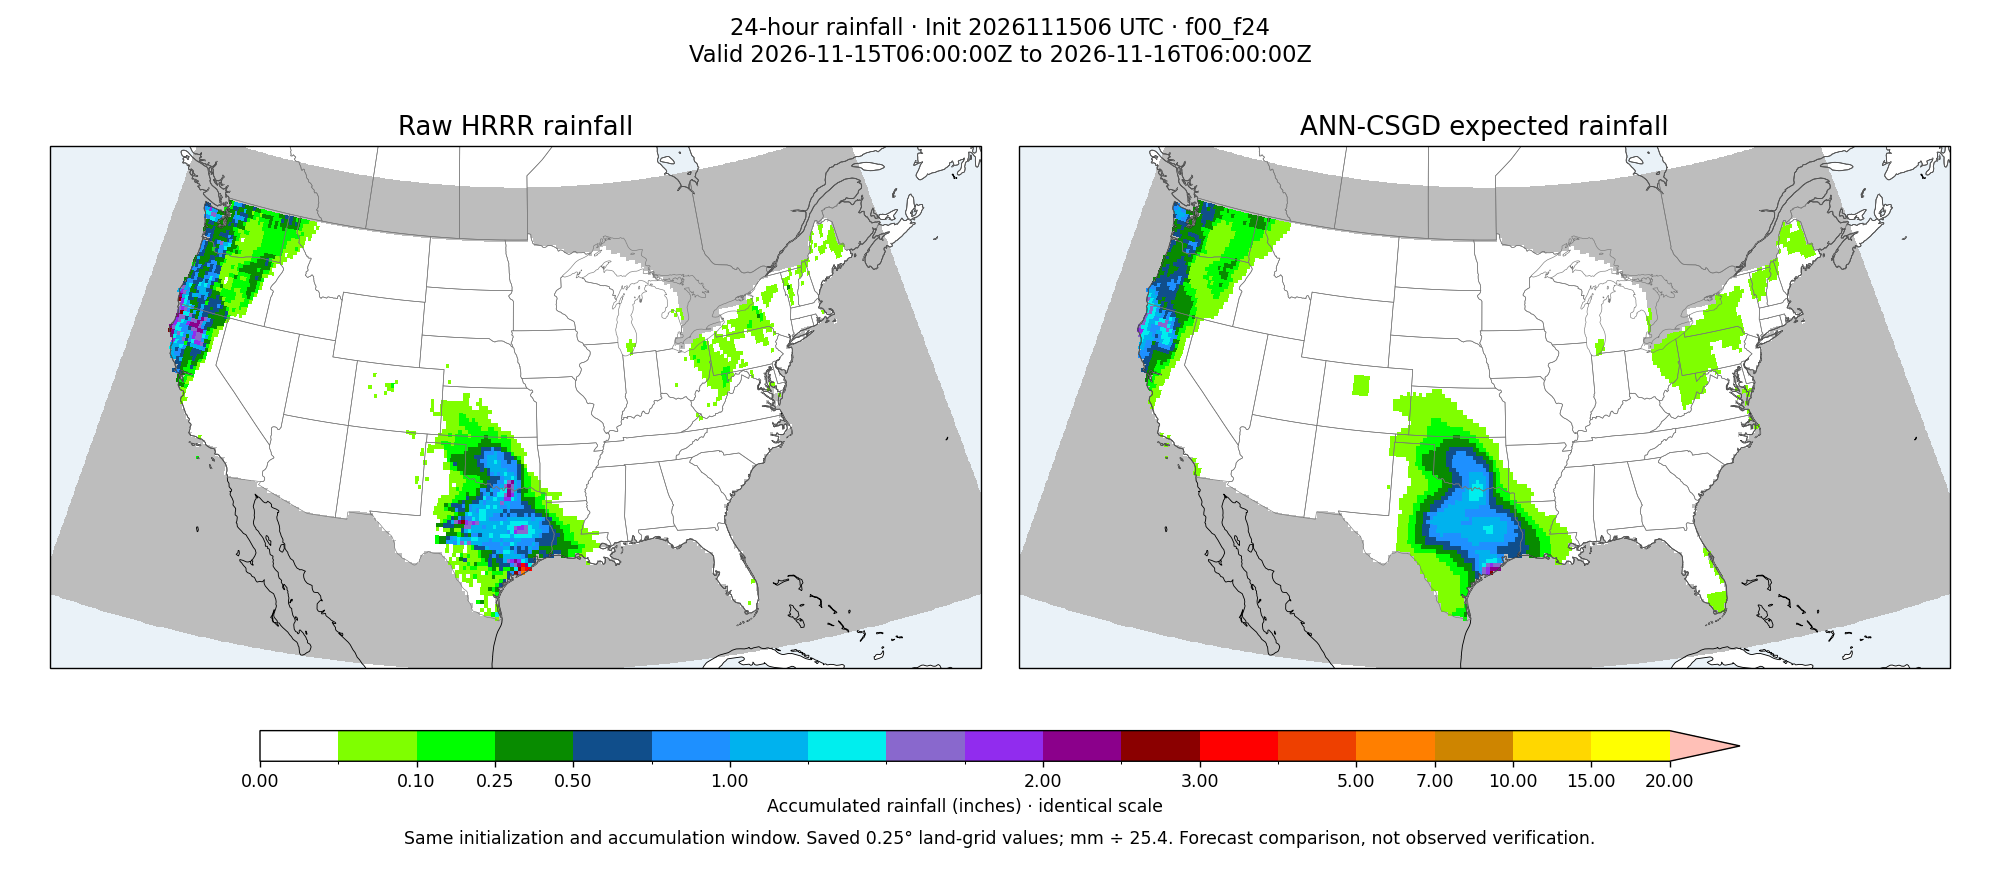 24-hour rainfall · Init 2026111506 UTC · f00_f24
Valid 2026-11-15T06:00:00Z to 2026-11-16T06:00:00Z
Raw HRRR rainfall
ANN-CSGD expected rainfall
0.00 0.10 0.25 0.50 1.00 2.00 3.00 5.00 7.00 10.00 15.00 20.00
Accumulated rainfall (inches) · identical scale
Same initialization and accumulation window. Saved 0.25° land-grid values; mm ÷ 25.4. Forecast comparison, not observed verification.